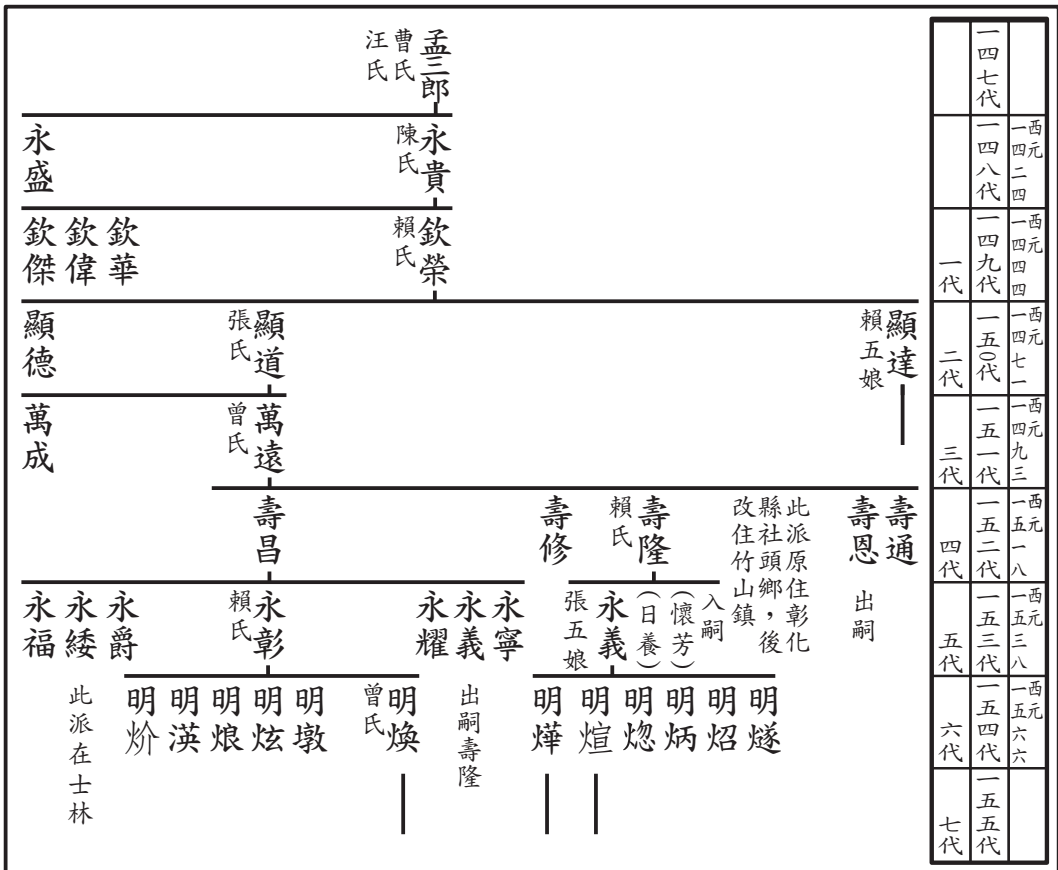 一四七代
孟三郎
曹氏
汪氏
西元一四二四
一四八代
永貴
陳氏
永盛
西元一四四四
一四九代
一代
欽榮
賴氏
欽華
欽偉
欽傑
西元一四七一
一五0代
二代
顯達
賴五娘
顯道
張氏
顯德
西元一四九三
一五一代
三代
萬遠
曾氏
萬成
西元一五一八
一五二代
四代
壽通
壽恩
出嗣
此派原住彰化
縣社頭鄉，後
改住竹山鎮
壽隆
賴氏
壽修
壽昌
西元一五三八
一五三代
五代
入嗣
（懷芳）
（日養）
永義
張五娘
永寧
永義
出嗣壽隆
永耀
永彰
賴氏
永爵
永綏
此派在士林
永福
西元一五六六
一五四代
六代
明燧
明炤
明炳
明煾
明煊
明燁
明煥
曾氏
明墩
明炫
明烺
明渶
明炌
一五五代
七代